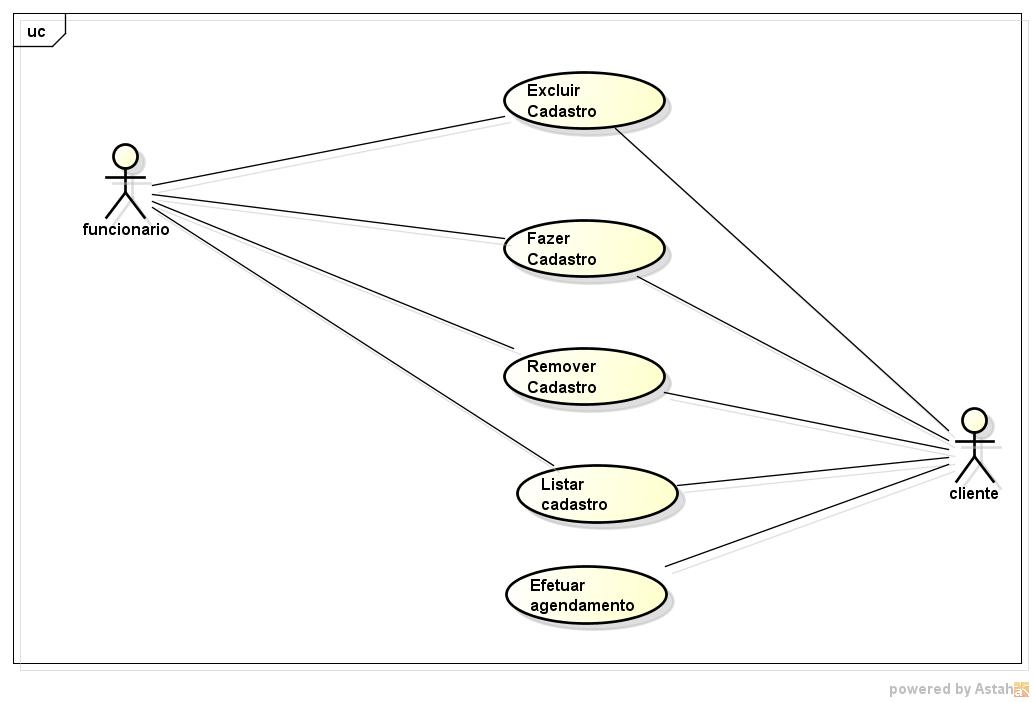 uc
Excluir
Cadastro
funcionario
Fazer
Cadastro
Remover
Cadastro
cliente
Listar
cadastro
Efetuar
agendamento
powered by Astah